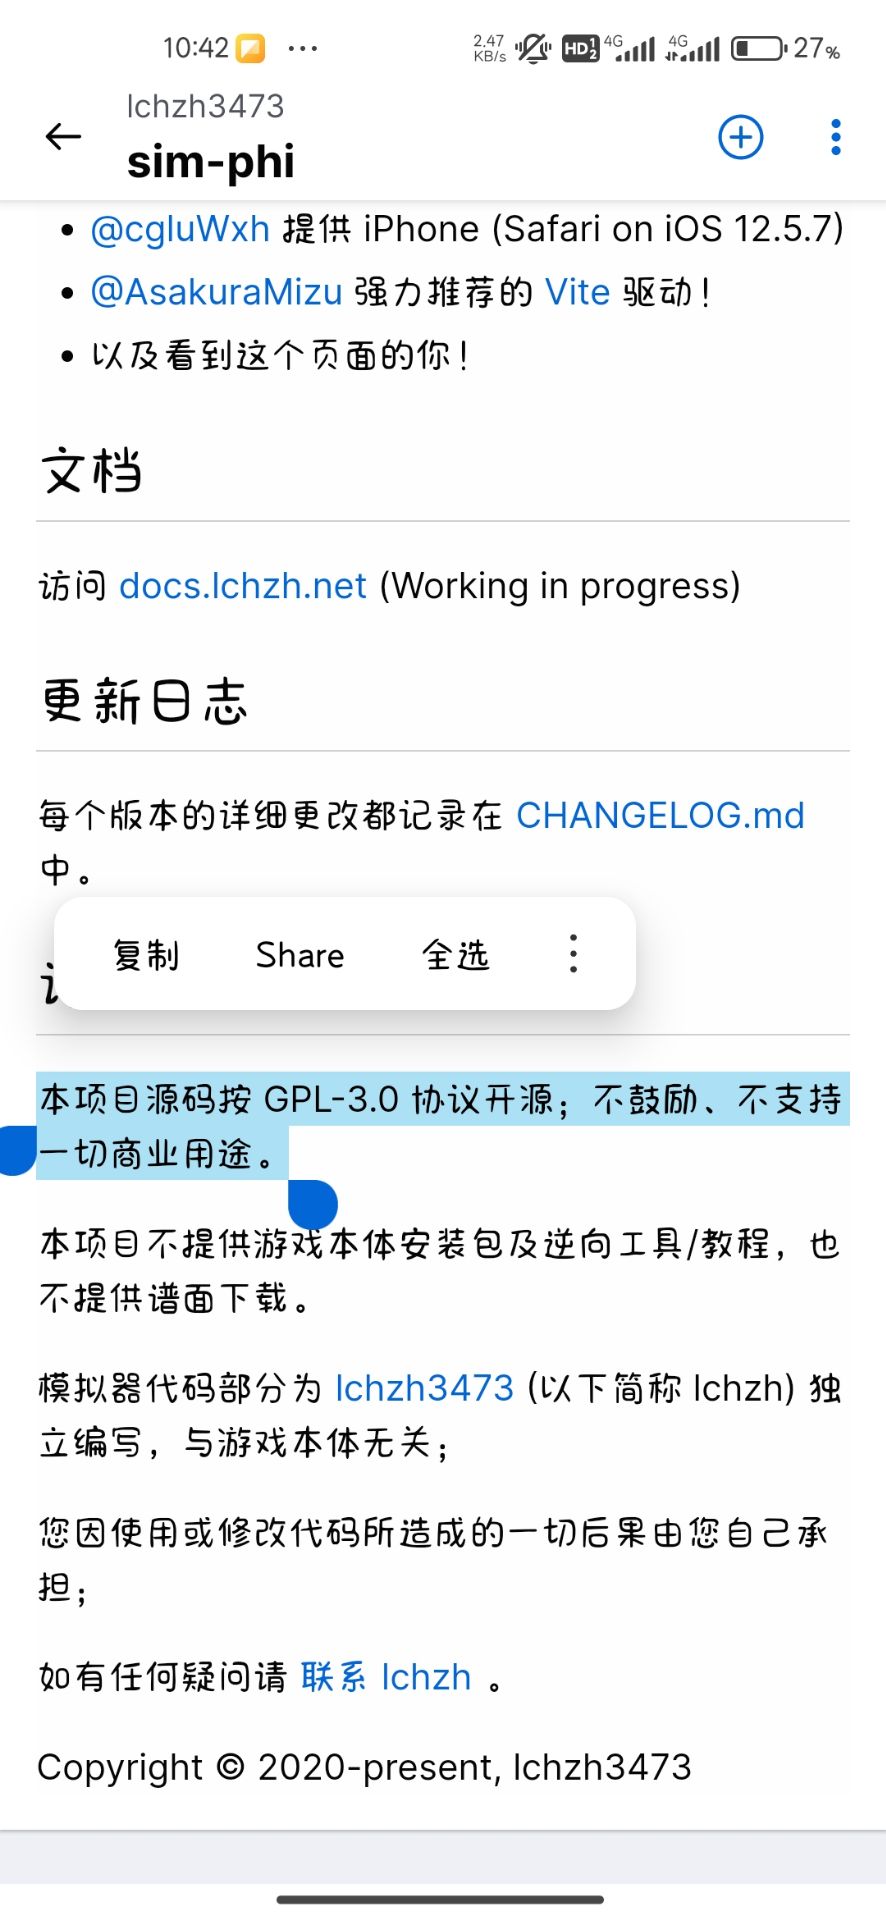 10:42 ··· 2.47 KB/s HD 1 2 4G 4G 27%
lchzh3473
sim-phi
• @cgluWxh 提供 iPhone (Safari on iOS 12.5.7)
• @AsakuraMizu 强力推荐的 Vite 驱动！
• 以及看到这个页面的你！
文档
访问 docs.lchzh.net (Working in progress)
更新日志
每个版本的详细更改都记录在 CHANGELOG.md
中。
复制 Share 全选
本项目源码按 GPL-3.0 协议开源；不鼓励、不支持
一切商业用途。
本项目不提供游戏本体安装包及逆向工具/教程，也
不提供谱面下载。
模拟器代码部分为 lchzh3473 (以下简称 lchzh) 独
立编写，与游戏本体无关；
您因使用或修改代码所造成的一切后果由您自己承
担；
如有任何疑问请 联系 lchzh 。
Copyright © 2020-present, lchzh3473